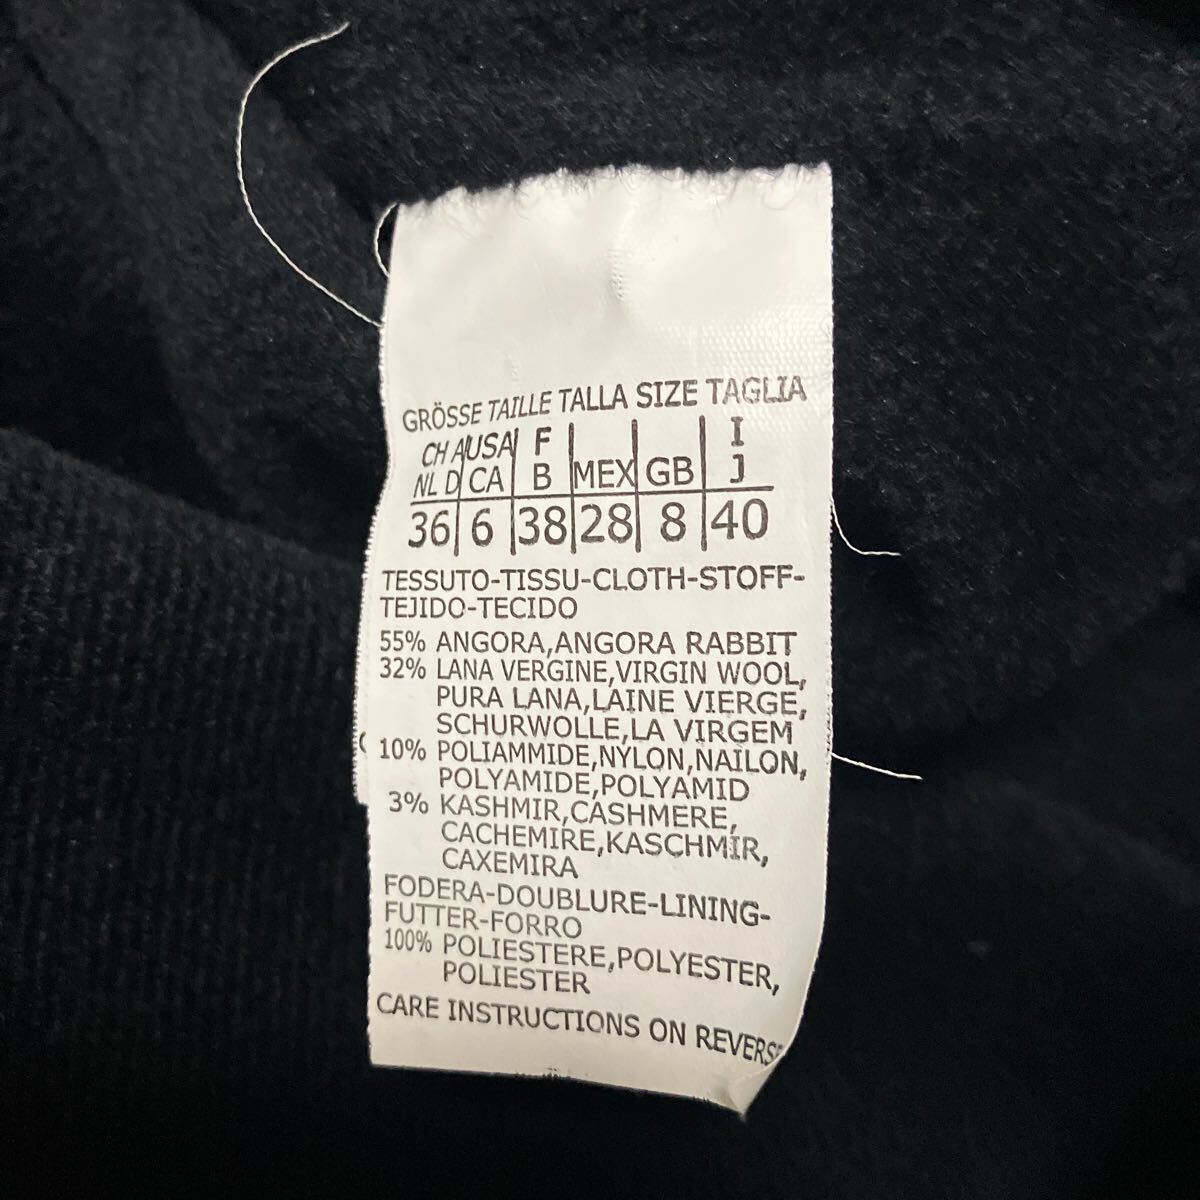 GRÖSSE TAILLE TALLA SIZE TAGLIA
CH A USA F I
NL D CA B MEX GB J
36 6 38 28 8 40
TESSUTO-TISSU-CLOTH-STOFF-
TEJIDO-TECIDO
55% ANGORA,ANGORA RABBIT
32% LANA VERGINE,VIRGIN WOOL,
PURA LANA,LAINE VIERGE,
SCHURWOLLE,LA VIRGEM
10% POLIAMMIDE,NYLON,NAILON,
POLYAMIDE,POLYAMID
3% KASHMIR,CASHMERE,
CACHEMIRE,KASCHMIR,
CAXEMIRA
FODERA-DOUBLURE-LINING-
FUTTER-FORRO
100% POLIESTERE,POLYESTER,
POLIESTER
CARE INSTRUCTIONS ON REVERSE